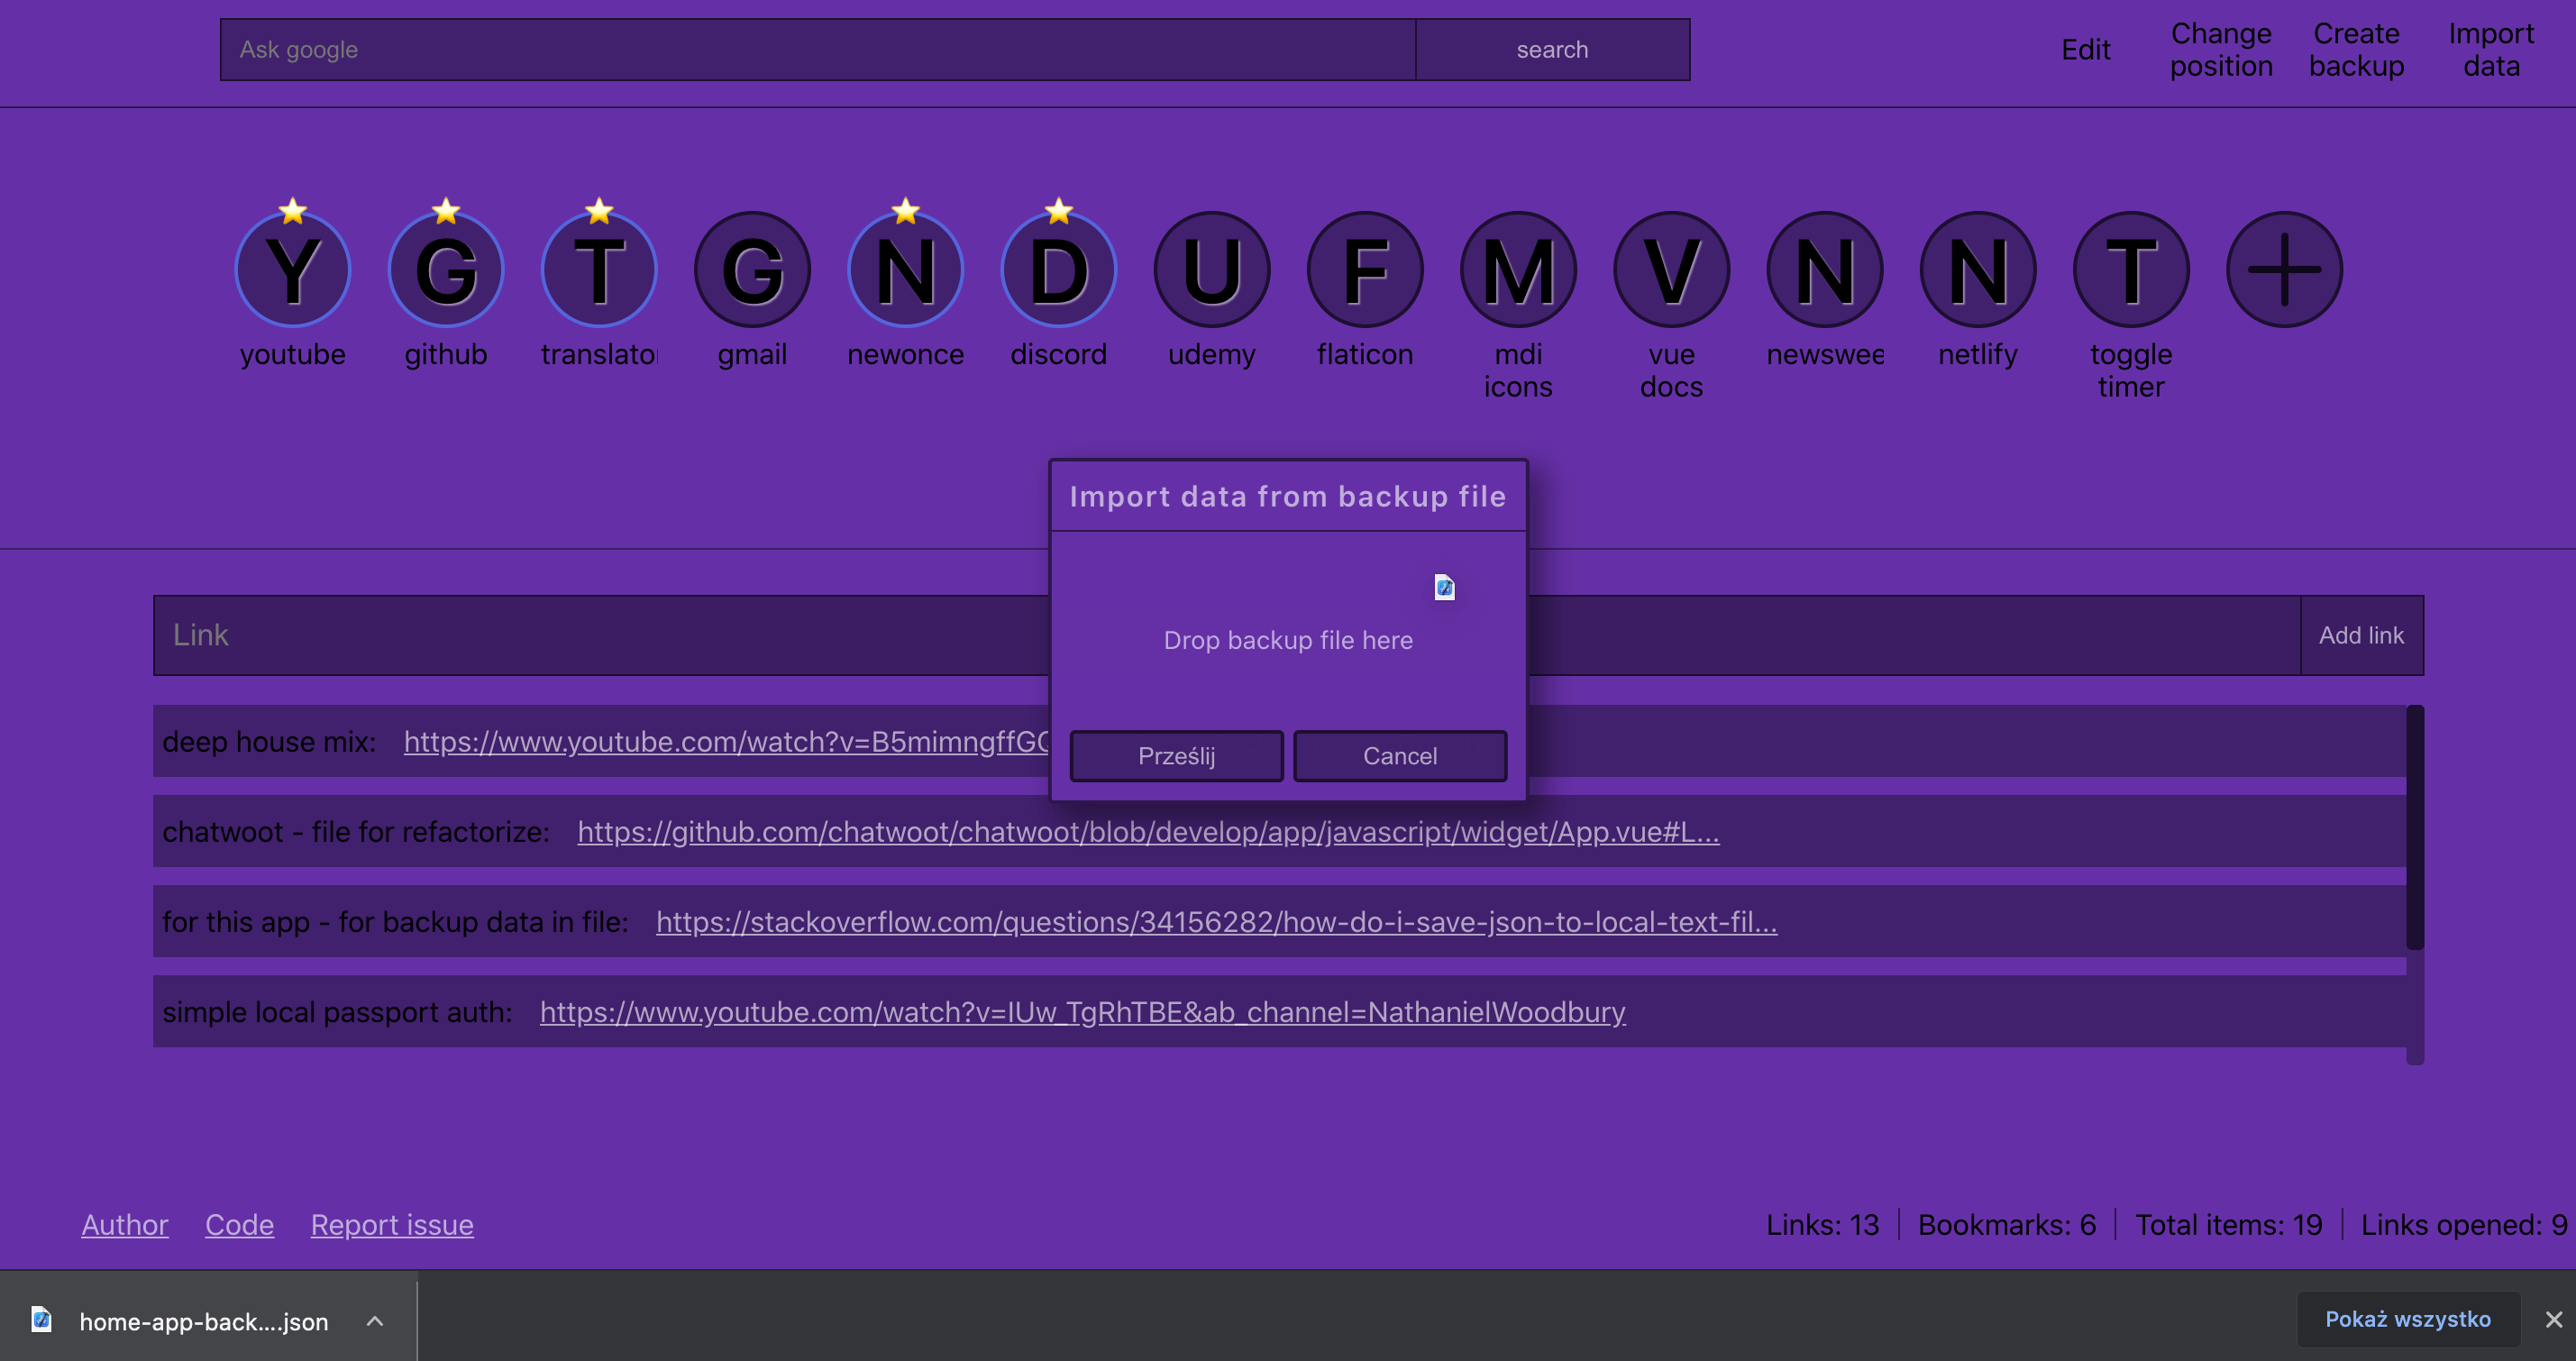 Ask google
search
Edit
Change position
Create backup
Import data
Y
G
T
G
N
D
U
F
M
V
N
N
T
youtube
github
translato
gmail
newonce
discord
udemy
flaticon
mdi icons
vue docs
newswee
netlify
toggle timer
Import data from backup file
Drop backup file here
Prześlij
Cancel
Link
Add link
deep house mix: https://www.youtube.com/watch?v=B5mimngffGG
chatwoot - file for refactorize: https://github.com/chatwoot/chatwoot/blob/develop/app/javascript/widget/App.vue#L...
for this app - for backup data in file: https://stackoverflow.com/questions/34156282/how-do-i-save-json-to-local-text-fil...
simple local passport auth: https://www.youtube.com/watch?v=IUw_TgRhTBE&ab_channel=NathanielWoodbury
Author
Code
Report issue
Links: 13
Bookmarks: 6
Total items: 19
Links opened: 9
home-app-back....json
Pokaż wszystko